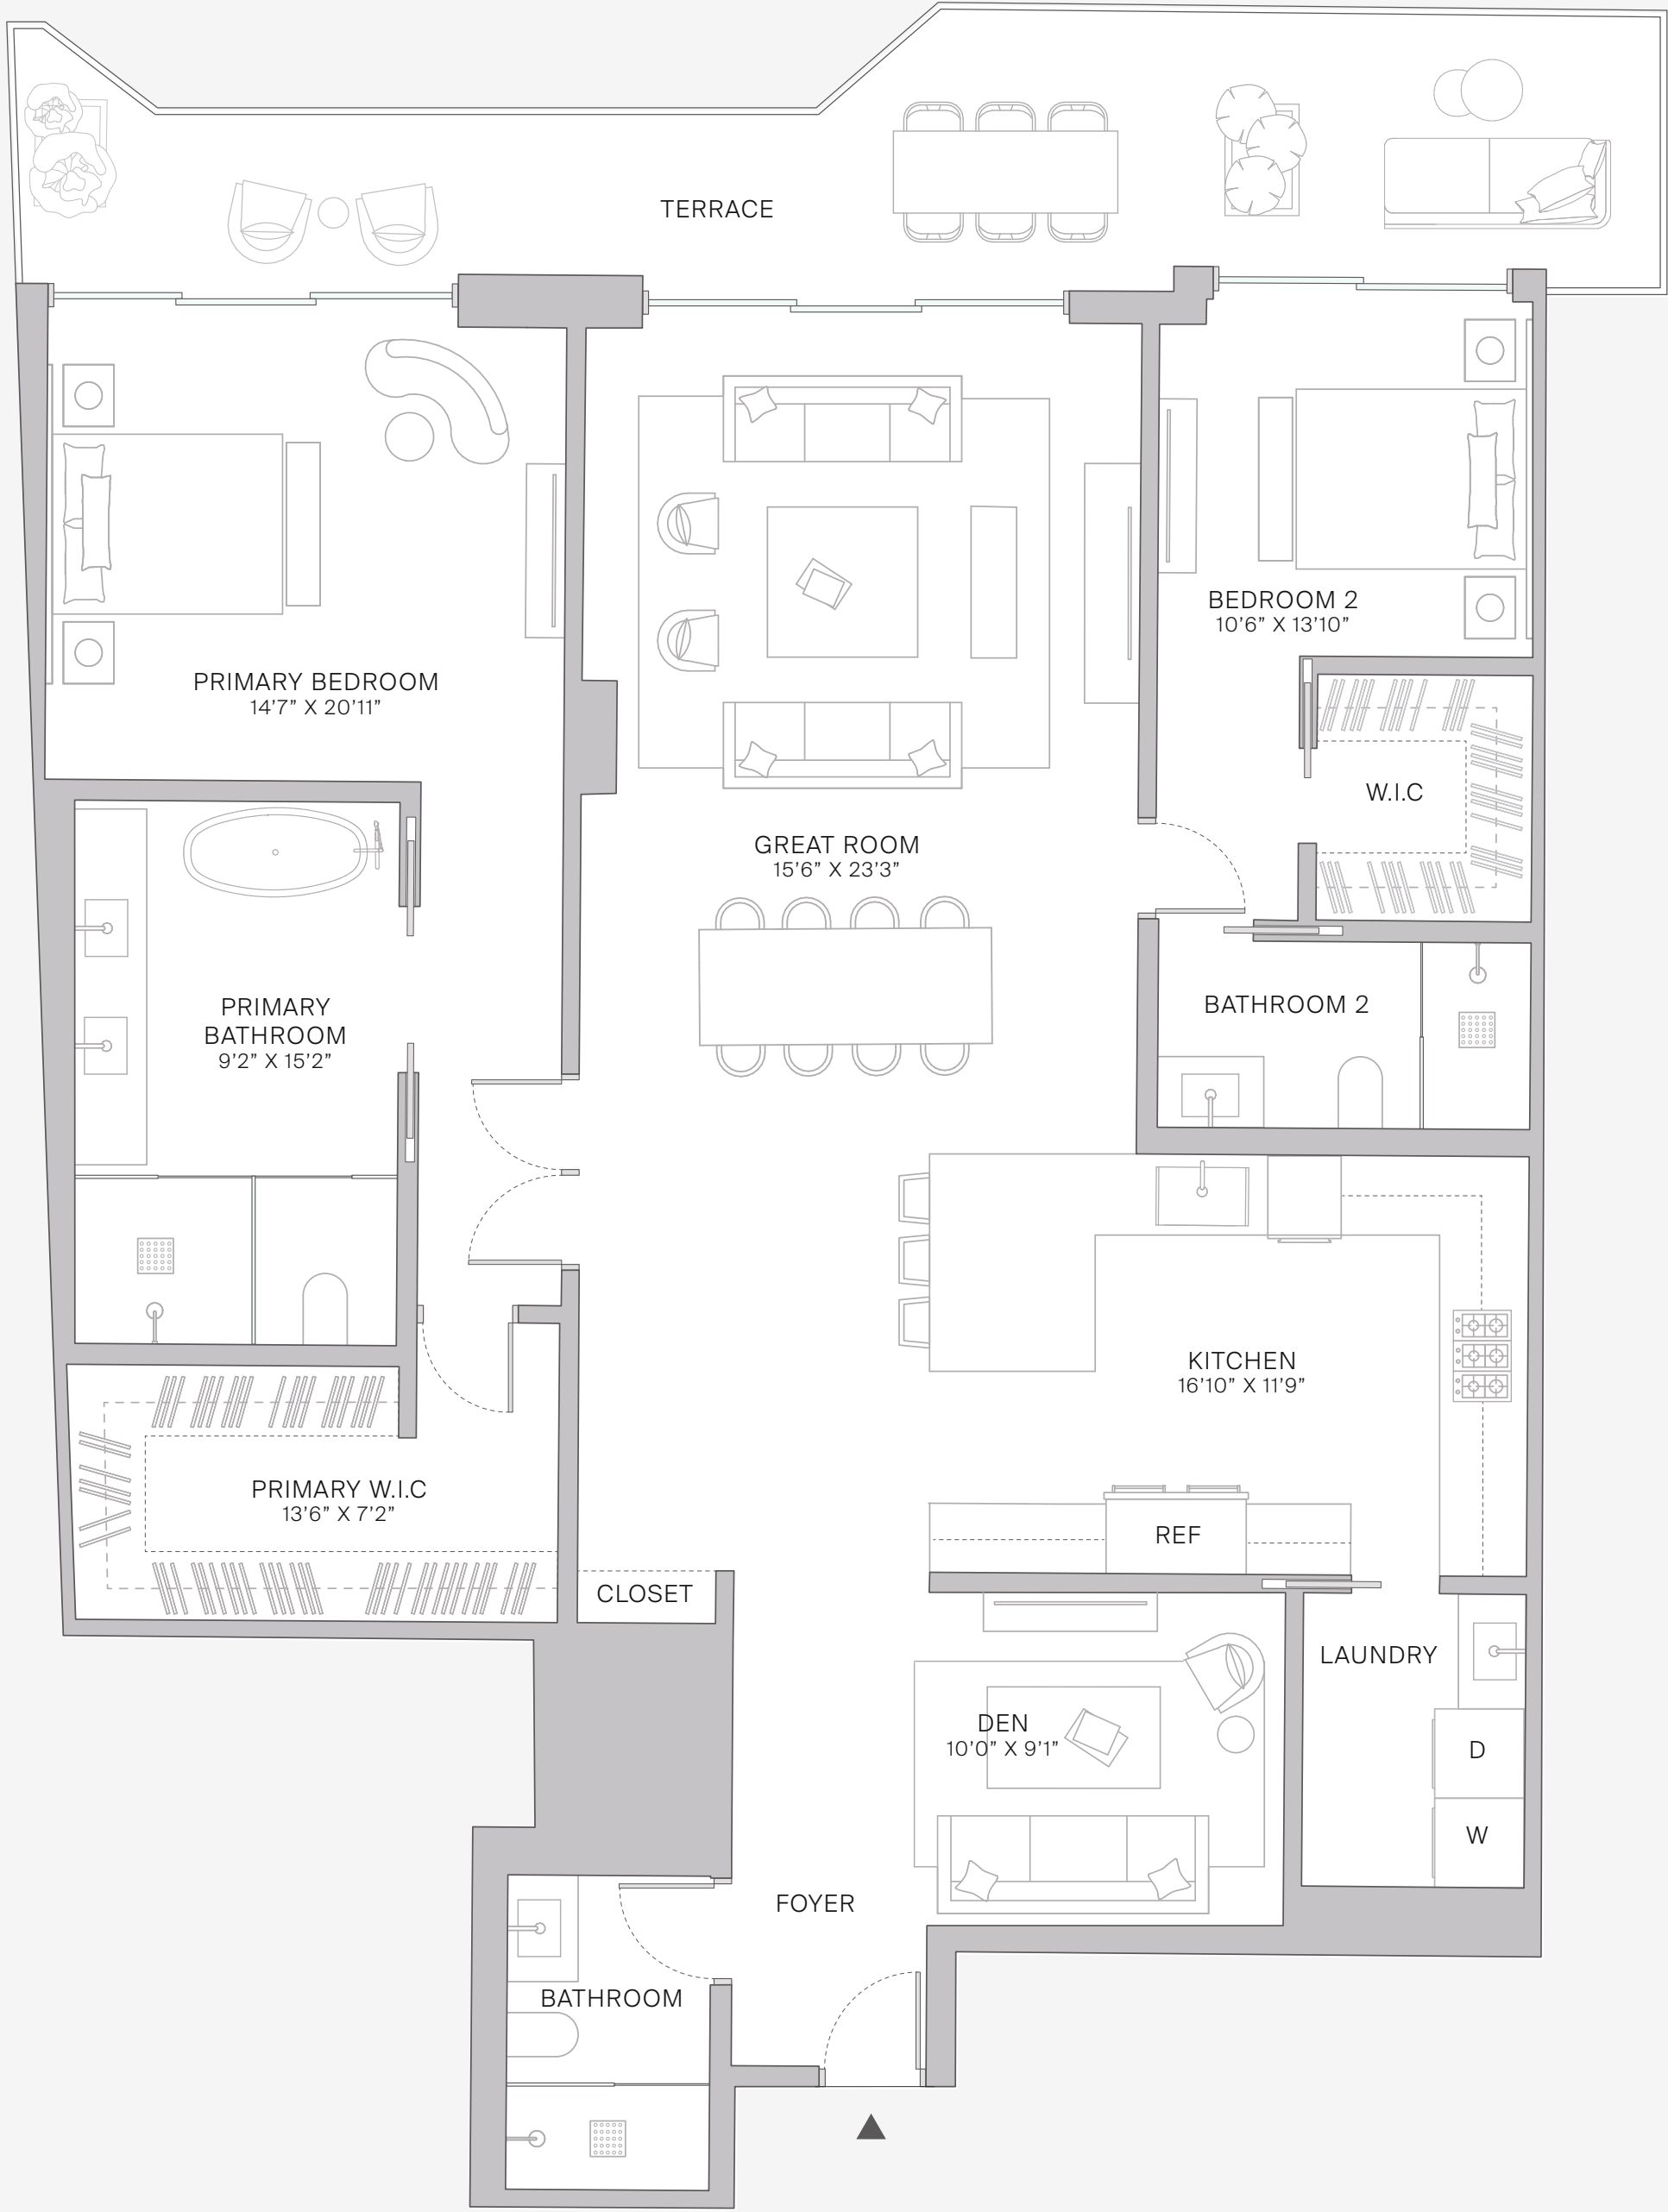 TERRACE
BEDROOM 2
10'6” X 13'10”
PRIMARY BEDROOM
14'7” X 20'11”
W.I.C
GREAT ROOM
15'6” X 23'3”
PRIMARY
BATHROOM
9'2” X 15'2”
BATHROOM 2
KITCHEN
16'10” X 11'9”
PRIMARY W.I.C
13'6” X 7'2”
REF
CLOSET
LAUNDRY
DEN
10'0” X 9'1”
D
W
FOYER
BATHROOM